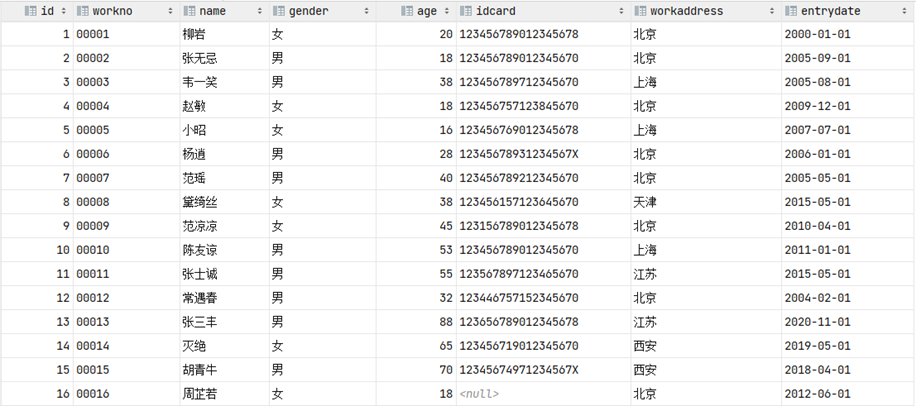 id workno name gender age idcard workaddress entrydate
1 00001 柳岩 女 20 123456789012345678 北京 2000-01-01
2 00002 张无忌 男 18 123456789012345670 北京 2005-09-01
3 00003 韦一笑 男 38 123456789712345670 上海 2005-08-01
4 00004 赵敏 女 18 123456757123845670 北京 2009-12-01
5 00005 小昭 女 16 123456769012345678 上海 2007-07-01
6 00006 杨逍 男 28 12345678931234567X 北京 2006-01-01
7 00007 范瑶 男 40 123456789212345670 北京 2005-05-01
8 00008 黛绮丝 女 38 123456157123645670 天津 2015-05-01
9 00009 范凉凉 女 45 123156789012345678 北京 2010-04-01
10 00010 陈友谅 男 53 123456789012345670 上海 2011-01-01
11 00011 张士诚 男 55 123567897123465670 江苏 2015-05-01
12 00012 常遇春 男 32 123446757152345670 北京 2004-02-01
13 00013 张三丰 男 88 123656789012345678 江苏 2020-11-01
14 00014 灭绝 女 65 123456719012345670 西安 2019-05-01
15 00015 胡青牛 男 70 12345674971234567X 西安 2018-04-01
16 00016 周芷若 女 18 <null> 北京 2012-06-01